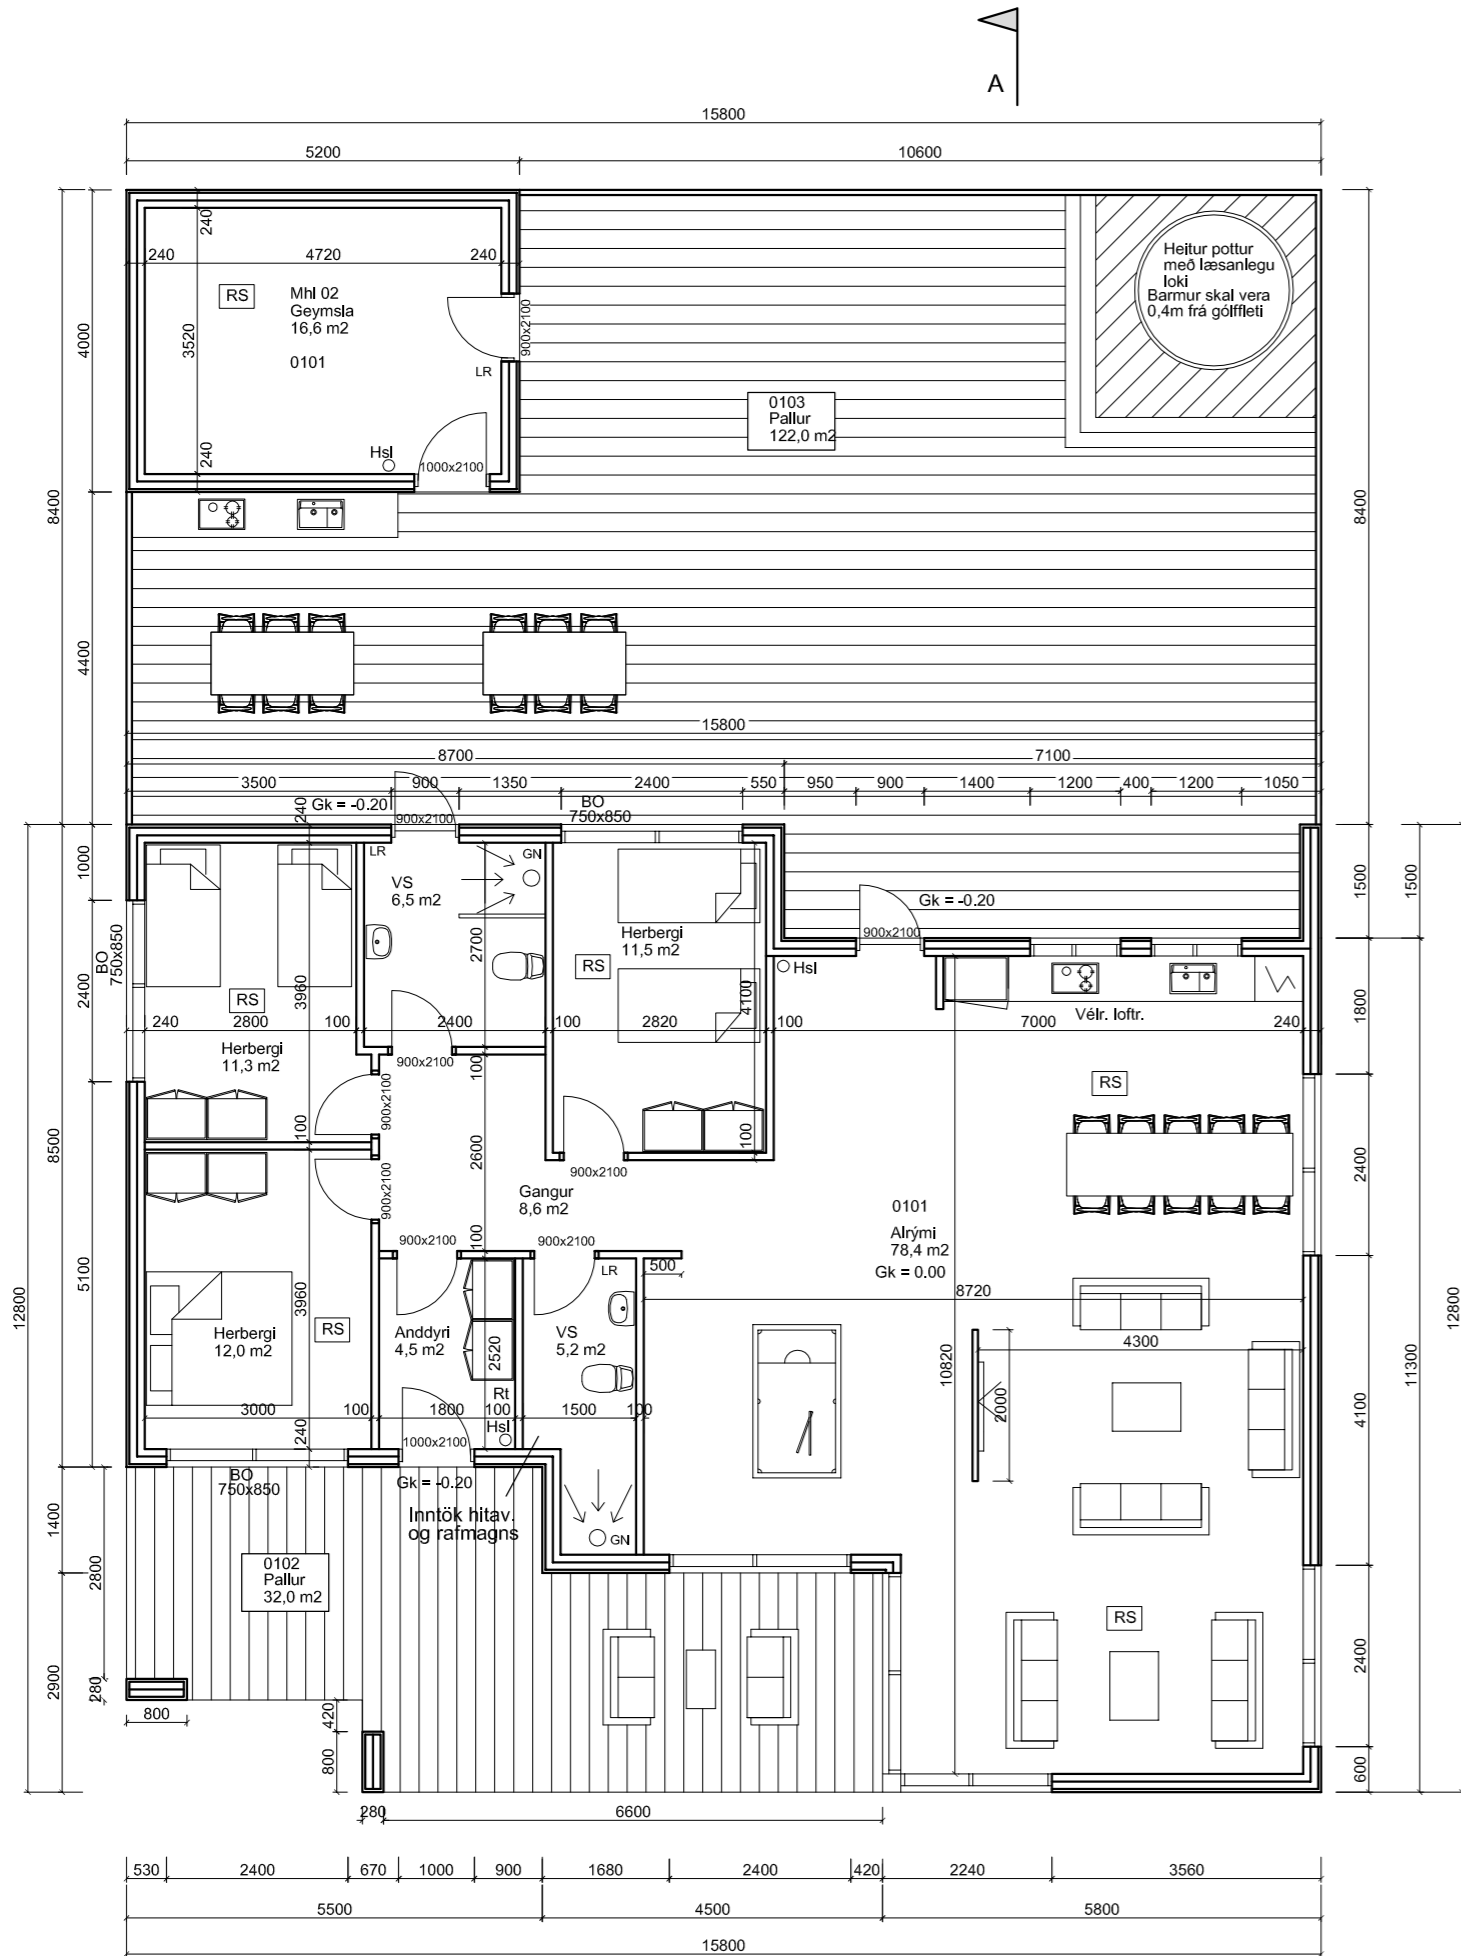 A
15800
5200
10600
240
240
4720
240
RS
Mhl 02
Geymsla
16,6 m2
0101
3520
900x2100
LR
240
Hsl
1000x2100
Heitur pottur
með læsanlegu
loki
Barmur skal vera
0,4m frá gólffleti
0103
Pallur
122,0 m2
8400
4000
4400
8400
15800
8700
7100
3500
900
1350
2400
550
950
900
1400
1200
400
1200
1050
Gk = -0.20
240
900x2100
BO
750x850
LR
GN
VS
6,5 m2
2700
Herbergi
11,5 m2
RS
4100
Gk = -0.20
900x2100
Hsl
Vélr. loftr.
BO
750x850
RS
3960
240
2800
100
2400
100
2820
100
7000
240
Herbergi
11,3 m2
900x2100
100
900x2100
100
2600
900x2100
100
900x2100
100
RS
Gangur
8,6 m2
900x2100
900x2100
0101
Alrými
78,4 m2
Gk = 0.00
500
8720
LR
3960
RS
Herbergi
12,0 m2
Anddyri
4,5 m2
2520
VS
5,2 m2
4300
10820
2000
Rt
3000
100
1800
100
1500
100
Hsl
240
1000x2100
BO
750x850
Gk = -0.20
Inntök hitav.
og rafmagns
GN
0102
Pallur
32,0 m2
RS
12800
1000
2400
8500
5100
1400
2800
2900
280
800
420
800
280
6600
1500
1500
1800
2400
12800
11300
4100
2400
600
530
2400
670
1000
900
1680
2400
420
2240
3560
5500
4500
5800
15800